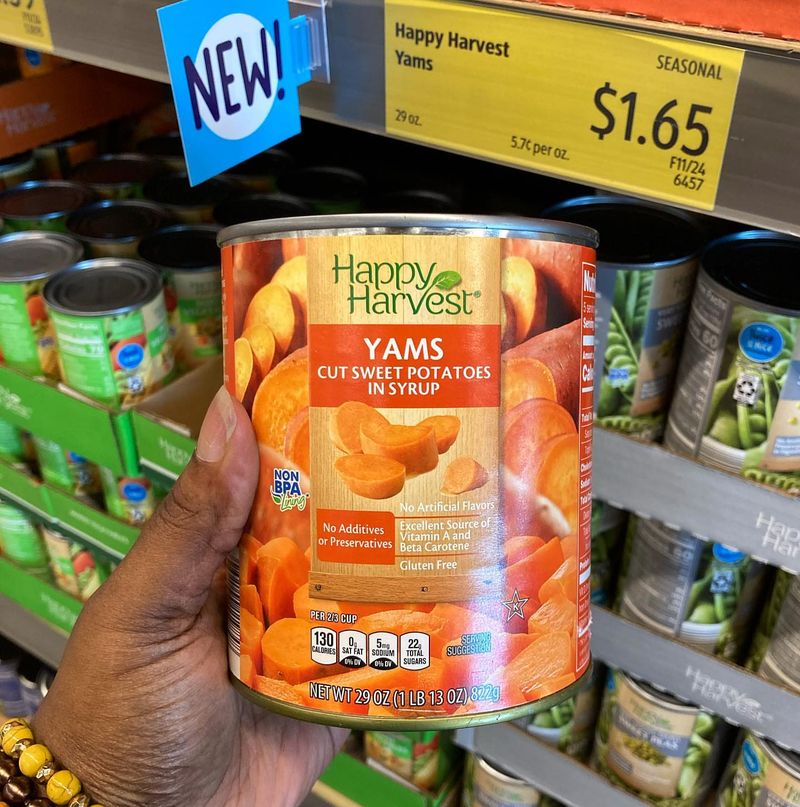 NEW!
Happy Harvest
Yams
SEASONAL
29 oz.
5.7¢ per oz.
$1.65
F11/24
6457
Happy
Harvest®
YAMS
CUT SWEET POTATOES
IN SYRUP
NON
BPA
Lining
No Additives
or Preservatives
No Artificial Flavors
Excellent Source of
Vitamin A and
Beta Carotene
Gluten Free
K
PER 2/3 CUP
130
CALORIES
0g
SAT FAT
0% DV
5mg
SODIUM
0% DV
22g
TOTAL
SUGARS
SERVING
SUGGESTION
NET WT 29 OZ (1 LB 13 OZ) 822g
Happy
Harvest